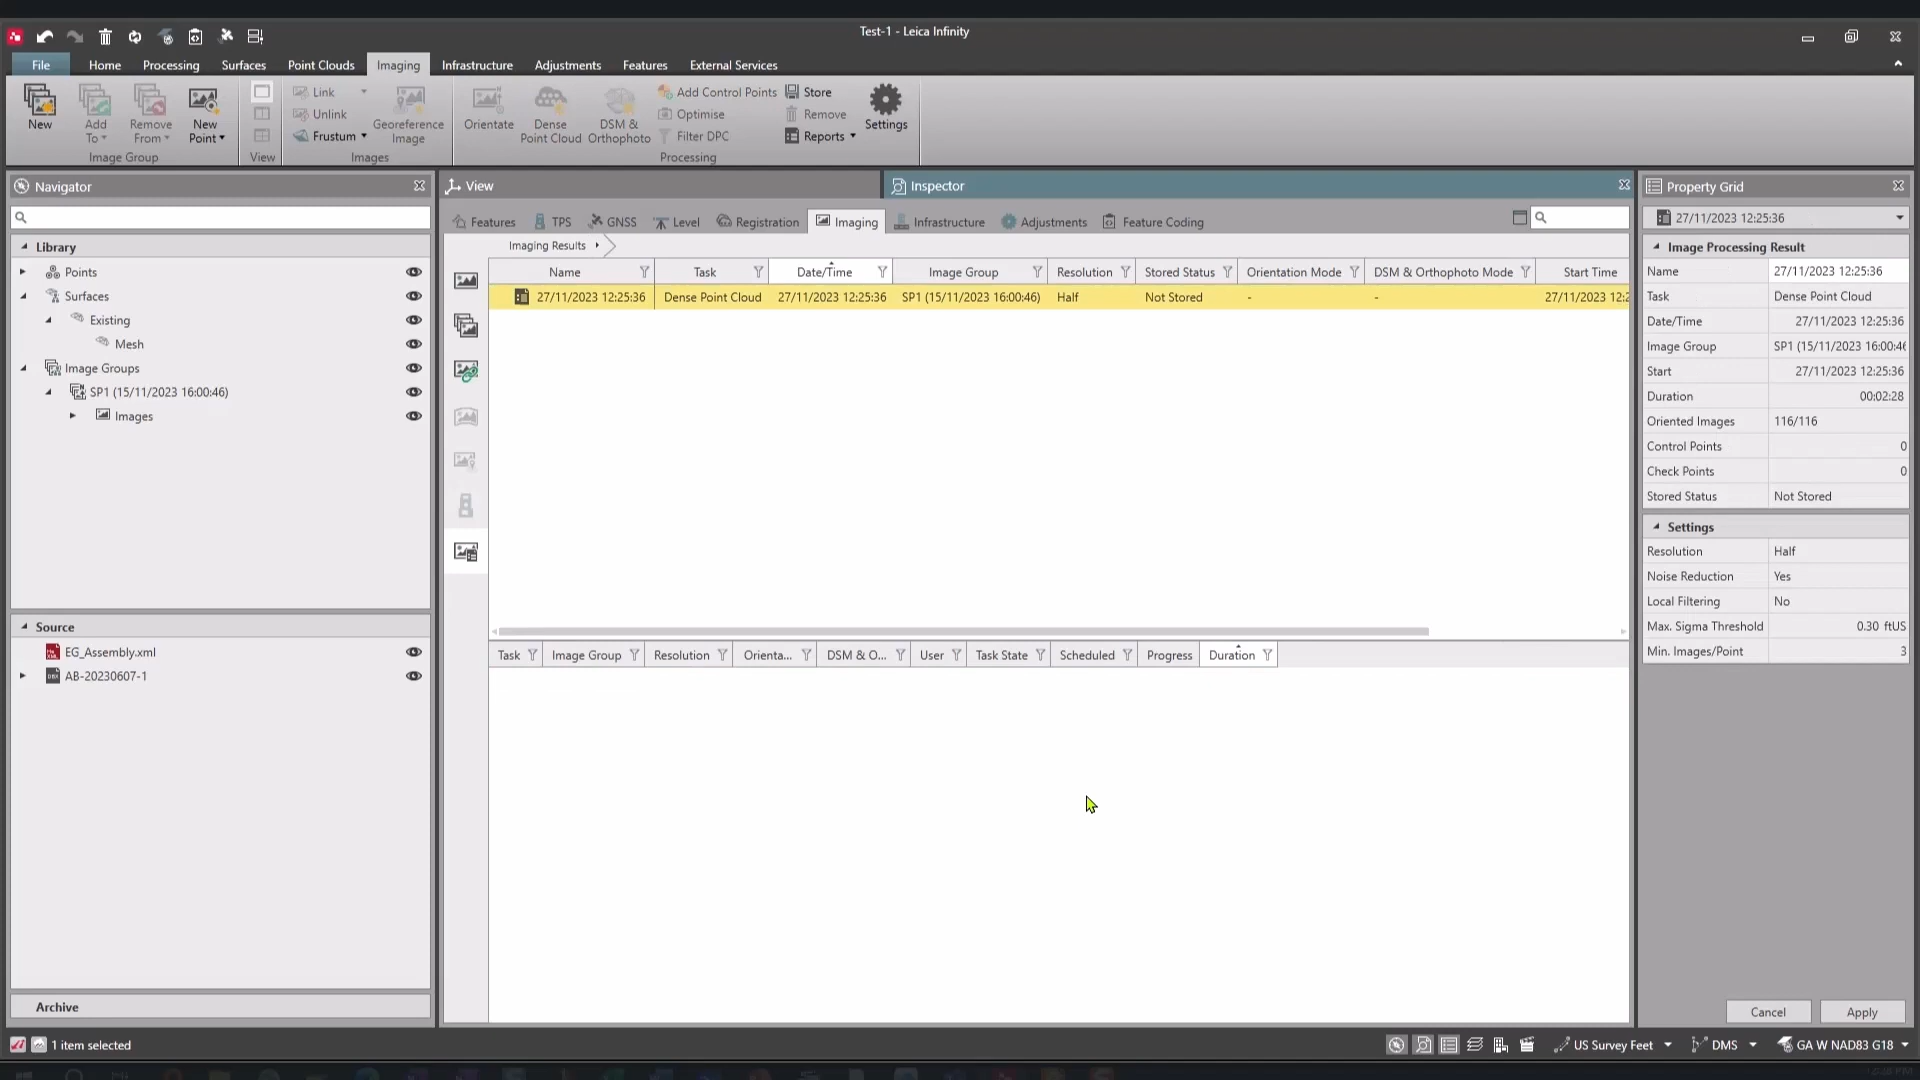 Test-1 - Leica Infinity
File Home Processing Surfaces Point Clouds Imaging Infrastructure Adjustments Features External Services
New Add To Remove From New Point
Image Group
View
Link
Unlink
Frustum
Georeference Image
Images
Orientate Dense Point Cloud DSM & Orthophoto
Add Control Points
Optimise
Filter DPC
Store
Remove
Reports
Settings
Processing
Navigator
Library
Points
Surfaces
Existing
Mesh
Image Groups
SP1 (15/11/2023 16:00:46)
Images
Source
EG_Assembly.xml
AB-20230607-1
Archive
View
Inspector
Features TPS GNSS Level Registration Imaging Infrastructure Adjustments Feature Coding
Imaging Results
Name Task Date/Time Image Group Resolution Stored Status Orientation Mode DSM & Orthophoto Mode Start Time
27/11/2023 12:25:36 Dense Point Cloud 27/11/2023 12:25:36 SP1 (15/11/2023 16:00:46) Half Not Stored - - 27/11/2023 12:2
Task Image Group Resolution Orienta... DSM & O... User Task State Scheduled Progress Duration
Property Grid
27/11/2023 12:25:36
Image Processing Result
Name 27/11/2023 12:25:36
Task Dense Point Cloud
Date/Time 27/11/2023 12:25:36
Image Group SP1 (15/11/2023 16:00:46
Start 27/11/2023 12:25:36
Duration 00:02:28
Oriented Images 116/116
Control Points 0
Check Points 0
Stored Status Not Stored
Settings
Resolution Half
Noise Reduction Yes
Local Filtering No
Max. Sigma Threshold 0.30 ftUS
Min. Images/Point 3
Cancel Apply
1 item selected
US Survey Feet DMS GA W NAD83 G18